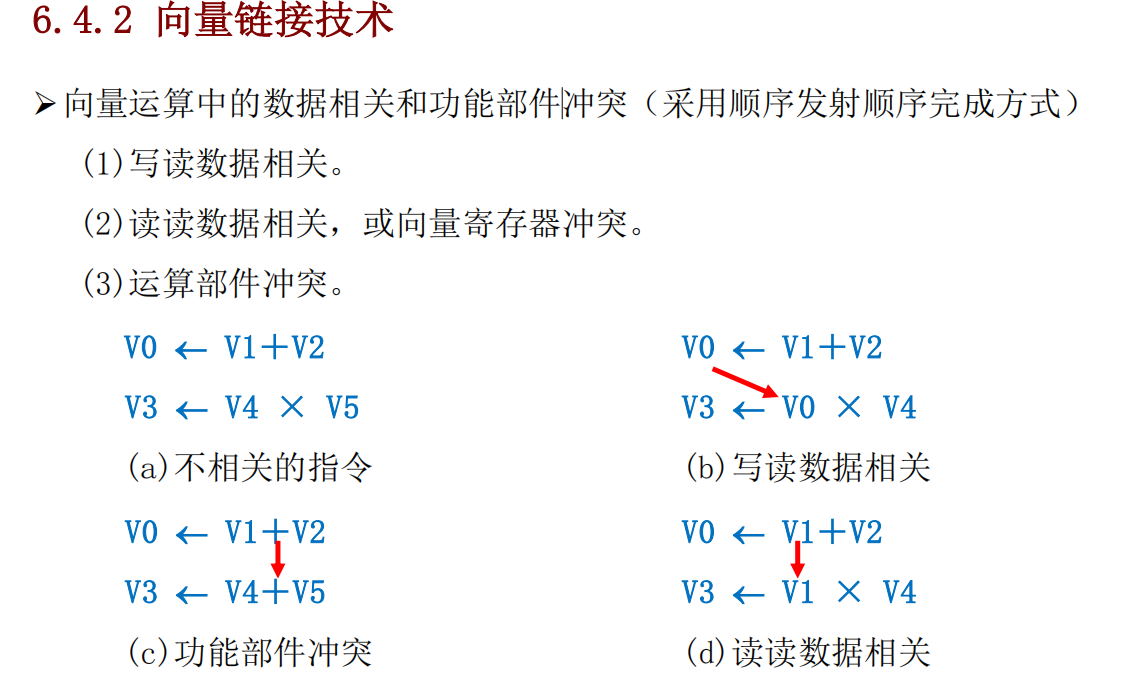 6.4.2 向量链接技术
➢向量运算中的数据相关和功能部件冲突（采用顺序发射顺序完成方式）
(1)写读数据相关。
(2)读读数据相关，或向量寄存器冲突。
(3)运算部件冲突。
V0 ← V1＋V2
V3 ← V4 × V5
(a)不相关的指令
V0 ← V1＋V2
V3 ← V0 × V4
(b)写读数据相关
V0 ← V1＋V2
V3 ← V4＋V5
(c)功能部件冲突
V0 ← V1＋V2
V3 ← V1 × V4
(d)读读数据相关